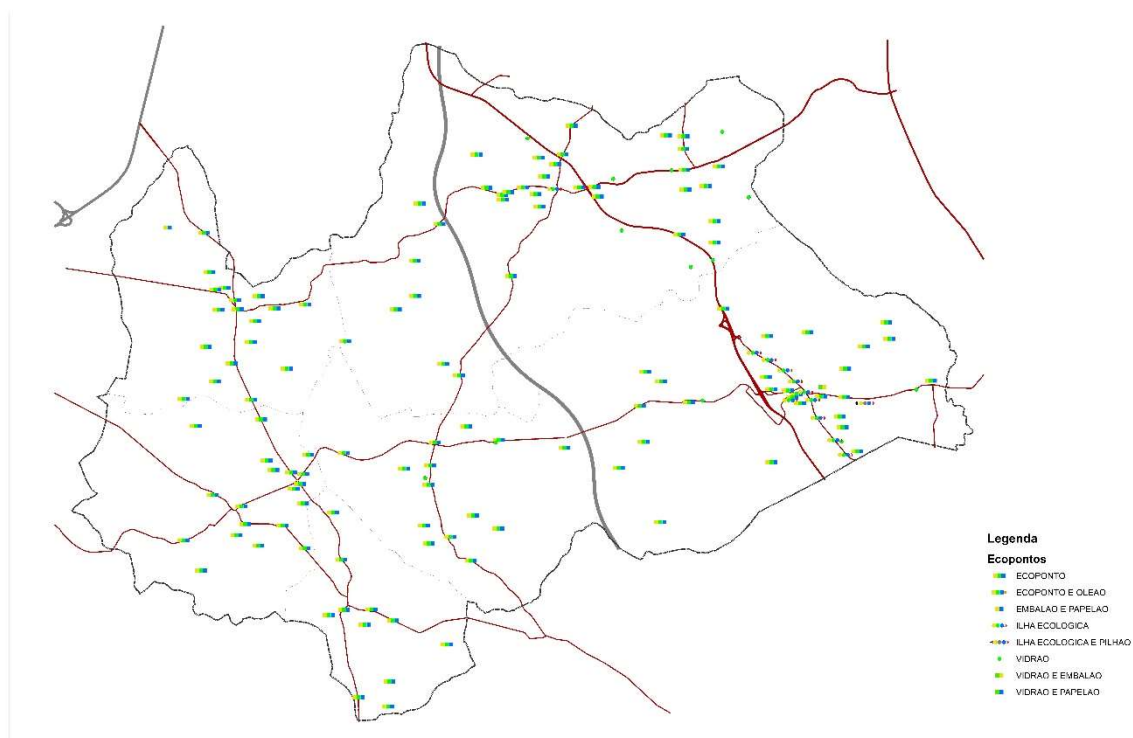 Legenda
Ecopontos
ECOPONTO
ECOPONTO E OLEAO
EMBALAO E PAPELAO
ILHA ECOLOGICA
ILHA ECOLOGICA E PILHAO
VIDRAO
VIDRAO E EMBALAO
VIDRAO E PAPELAO